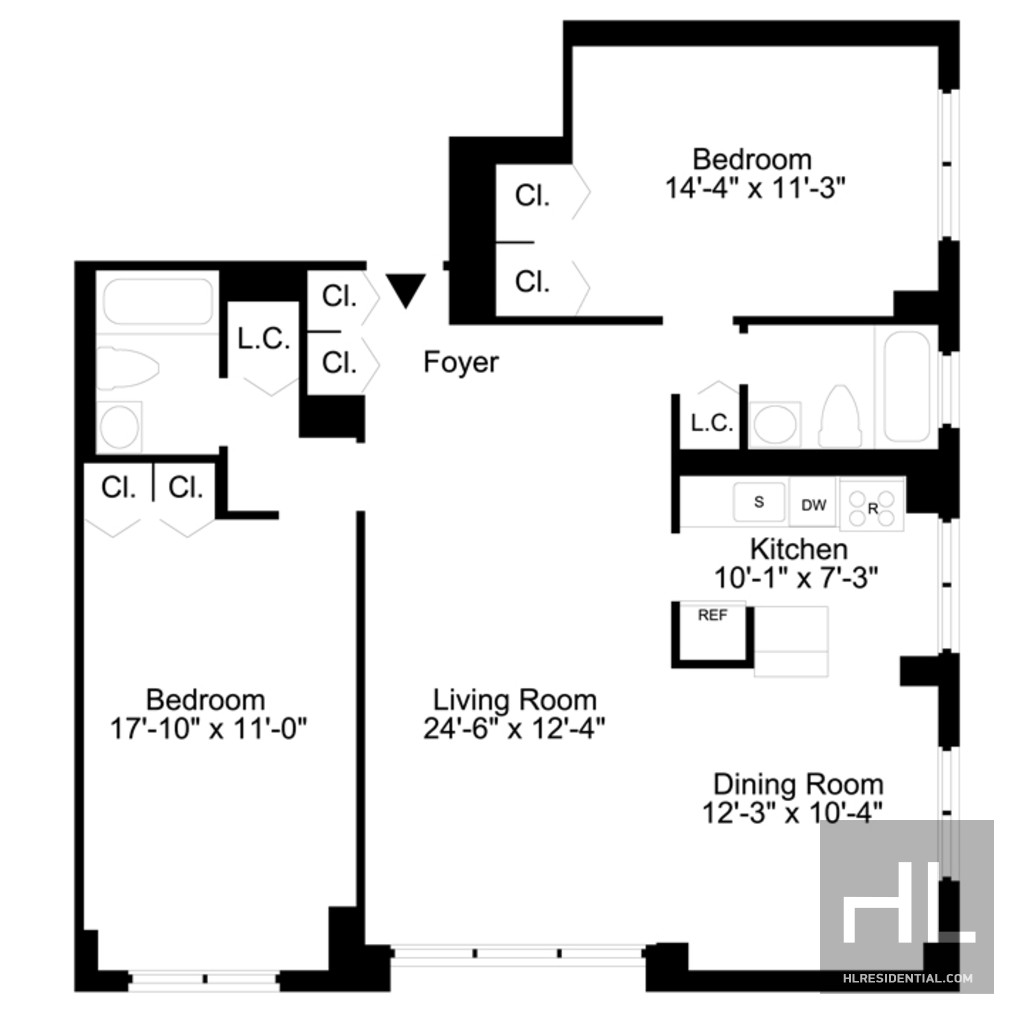 Bedroom
14'-4" x 11'-3"
Cl.
Cl.
Cl.
L.C.
Cl.
Foyer
L.C.
Cl.
Cl.
S
DW
R
Kitchen
10'-1" x 7'-3"
REF
Bedroom
17'-10" x 11'-0"
Living Room
24'-6" x 12'-4"
Dining Room
12'-3" x 10'-4"
HL
HLRESIDENTIAL.COM